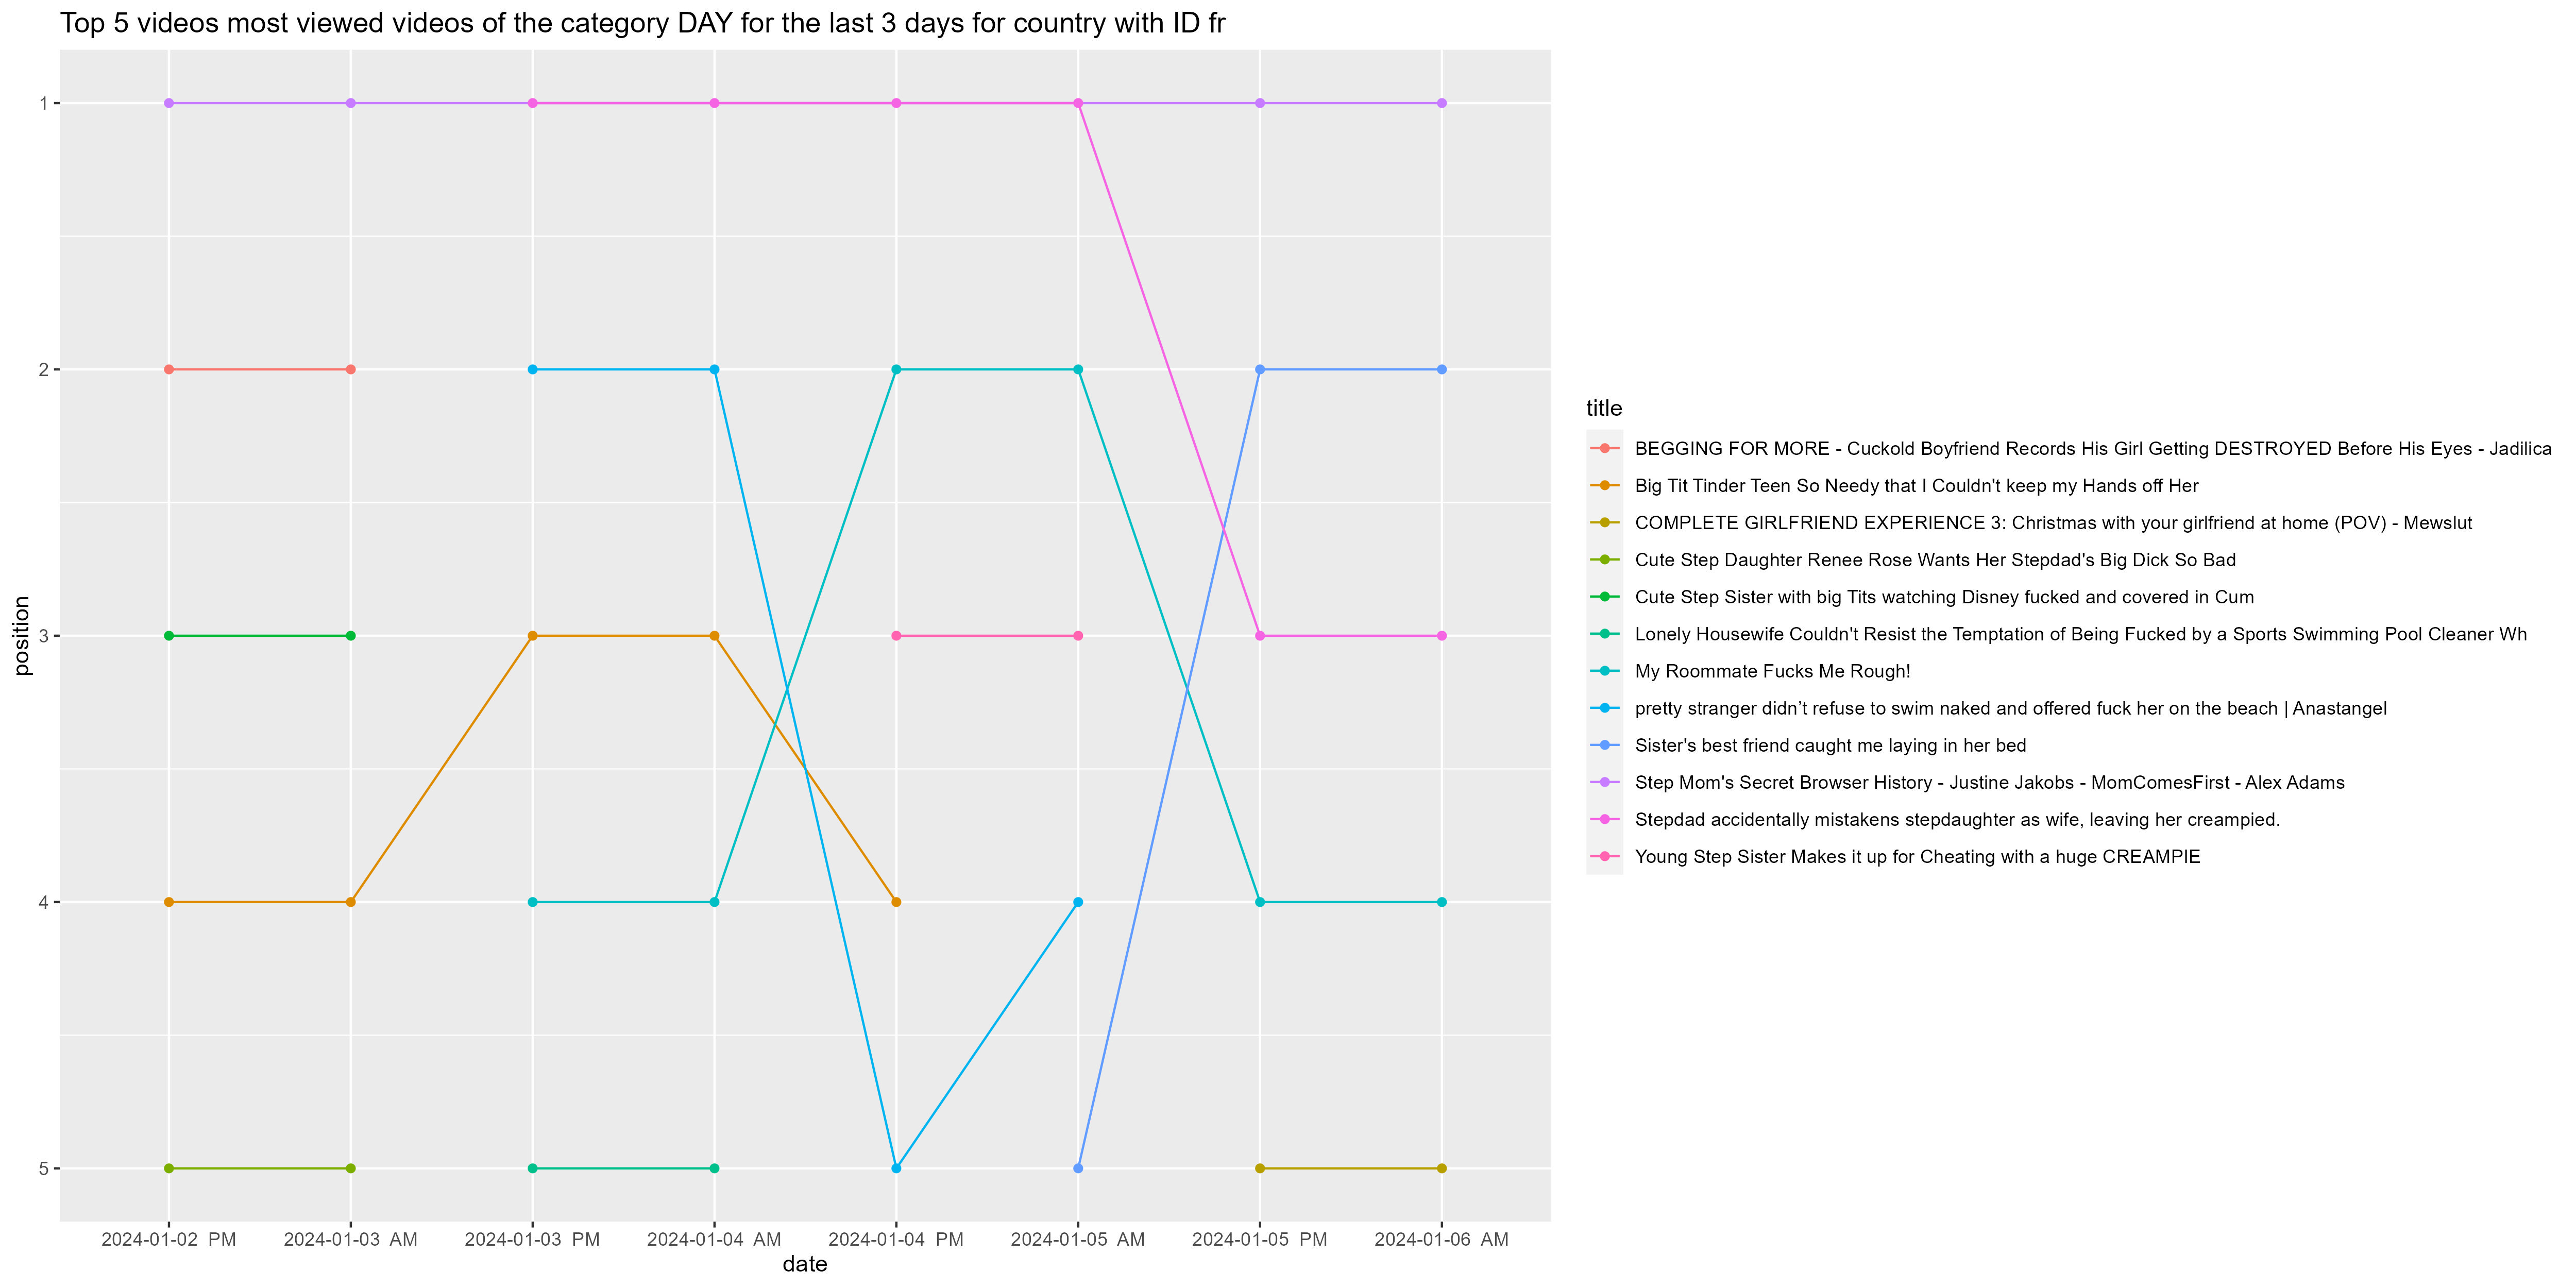 Top 5 videos most viewed videos of the category DAY for the last 3 days for country with ID fr
position
1
2
3
4
5
2024-01-02 PM
2024-01-03 AM
2024-01-03 PM
2024-01-04 AM
2024-01-04 PM
2024-01-05 AM
2024-01-05 PM
2024-01-06 AM
date
title
BEGGING FOR MORE - Cuckold Boyfriend Records His Girl Getting DESTROYED Before His Eyes - Jadilica
Big Tit Tinder Teen So Needy that I Couldn't keep my Hands off Her
COMPLETE GIRLFRIEND EXPERIENCE 3: Christmas with your girlfriend at home (POV) - Mewslut
Cute Step Daughter Renee Rose Wants Her Stepdad's Big Dick So Bad
Cute Step Sister with big Tits watching Disney fucked and covered in Cum
Lonely Housewife Couldn't Resist the Temptation of Being Fucked by a Sports Swimming Pool Cleaner Wh
My Roommate Fucks Me Rough!
pretty stranger didn’t refuse to swim naked and offered fuck her on the beach | Anastangel
Sister's best friend caught me laying in her bed
Step Mom's Secret Browser History - Justine Jakobs - MomComesFirst - Alex Adams
Stepdad accidentally mistakens stepdaughter as wife, leaving her creampied.
Young Step Sister Makes it up for Cheating with a huge CREAMPIE